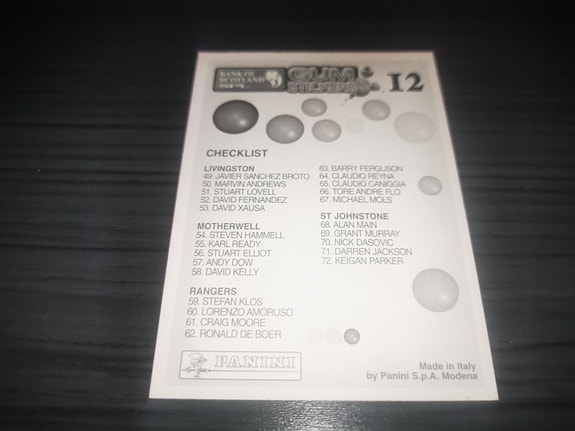 BANK OF
SCOTLAND
GUM
STICKERS
12
CHECKLIST
LIVINGSTON
49. JAVIER SANCHEZ BROTO
50. MARVIN ANDREWS
51. STUART LOVELL
52. DAVID FERNANDEZ
53. DAVID XAUSA
MOTHERWELL
54. STEVEN HAMMELL
55. KARL READY
56. STUART ELLIOT
57. ANDY DOW
58. DAVID KELLY
RANGERS
59. STEFAN KLOS
60. LORENZO AMORUSO
61. CRAIG MOORE
62. RONALD DE BOER
63. BARRY FERGUSON
64. CLAUDIO REYNA
65. CLAUDIO CANIGGIA
66. TORE ANDRE FLO
67. MICHAEL MOLS
ST JOHNSTONE
68. ALAN MAIN
69. GRANT MURRAY
70. NICK DASOVIC
71. DARREN JACKSON
72. KEIGAN PARKER
PANINI
Made in Italy
by Panini S.p.A. Modena